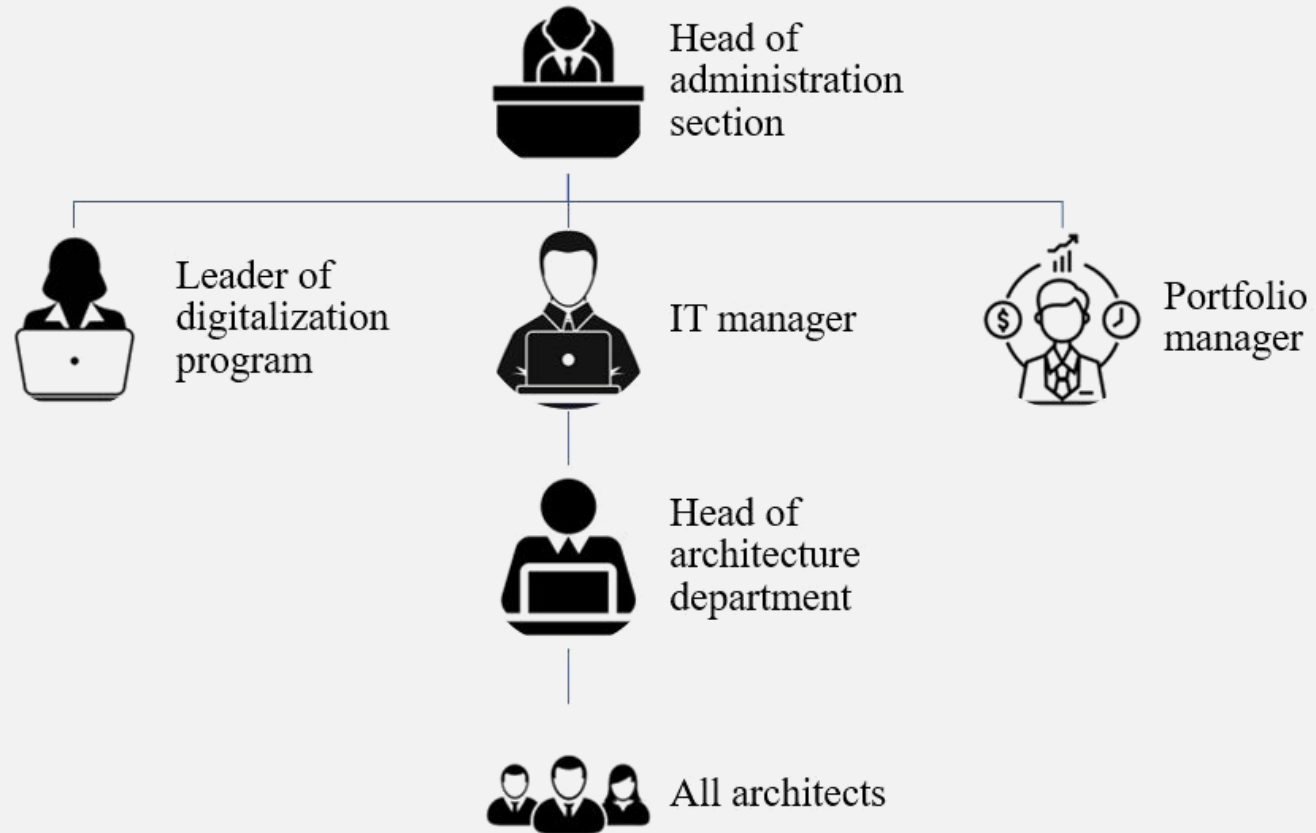 Head of
administration
section
Leader of
digitalization
program
IT manager
Portfolio
manager
$
Head of
architecture
department
All architects